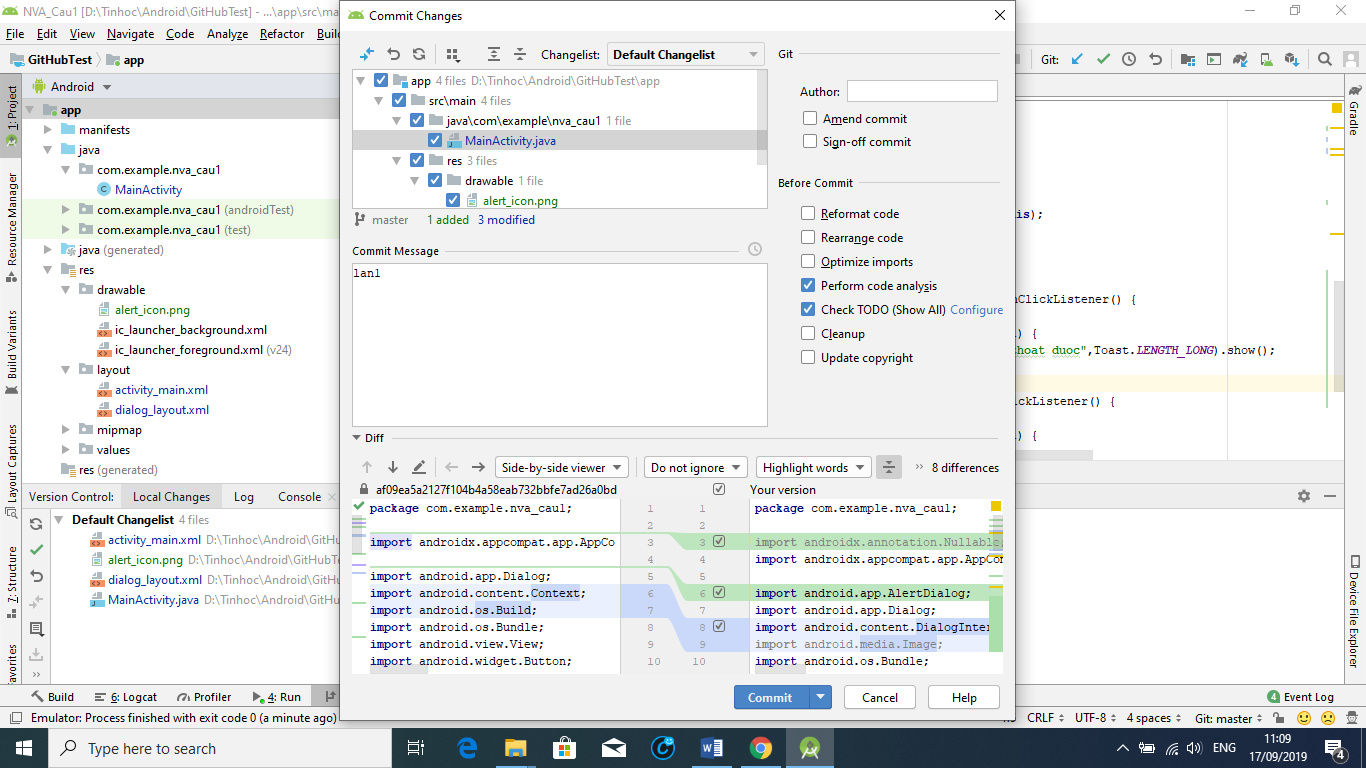 NVA_Cau1 [D:\Tinhoc\Android\GitHubTest] - ...\app\src\ma
File Edit View Navigate Code Analyze Refactor Buil
GitHubTest app
Git:
Android
app
manifests
java
com.example.nva_cau1
MainActivity
com.example.nva_cau1 (androidTest)
com.example.nva_cau1 (test)
java (generated)
res
drawable
alert_icon.png
ic_launcher_background.xml
ic_launcher_foreground.xml (v24)
layout
activity_main.xml
dialog_layout.xml
mipmap
values
res (generated)
1: Project
Resource Manager
Build Variants
Layout Captures
7: Structure
avorites
Version Control: Local Changes Log Console
Default Changelist 4 files
activity_main.xml D:\Tinhoc\Android\GitHu
alert_icon.png D:\Tinhoc\Android\GitHubTe
dialog_layout.xml D:\Tinhoc\Android\GitHu
MainActivity.java D:\Tinhoc\Android\GitHu
Commit Changes
Changelist: Default Changelist
app 4 files D:\Tinhoc\Android\GitHubTest\app
src\main 4 files
java\com\example\nva_cau1 1 file
MainActivity.java
res 3 files
drawable 1 file
alert_icon.png
master 1 added 3 modified
Commit Message
lan1
Git
Author:
Amend commit
Sign-off commit
Before Commit
Reformat code
Rearrange code
Optimize imports
Perform code analysis
Check TODO (Show All) Configure
Cleanup
Update copyright
Diff
Side-by-side viewer Do not ignore Highlight words 8 differences
af09ea5a2127f104b4a58eab732bbfe7ad26a0bd Your version
package com.example.nva_cau1; 1 1 package com.example.nva_cau1;
2 2
import androidx.appcompat.app.AppCo 3 3 import androidx.annotation.Nullable;
4 4 import androidx.appcompat.app.AppCom
import android.app.Dialog; 5 5
import android.content.Context; 6 6 import android.app.AlertDialog;
import android.os.Build; 7 7 import android.app.Dialog;
import android.os.Bundle; 8 8 import android.content.DialogInter
import android.view.View; 9 9 import android.media.Image;
import android.widget.Button; 10 10 import android.os.Bundle;
Commit Cancel Help
is);
ClickListener() {
) {
hoat duoc",Toast.LENGTH_LONG).show();
ckListener() {
) {
Gradle
Device File Explorer
Build 6: Logcat Profiler 4: Run
4 Event Log
Emulator: Process finished with exit code 0 (a minute ago)
CRLF UTF-8 4 spaces Git: master
Type here to search
ENG
11:09
17/09/2019
4